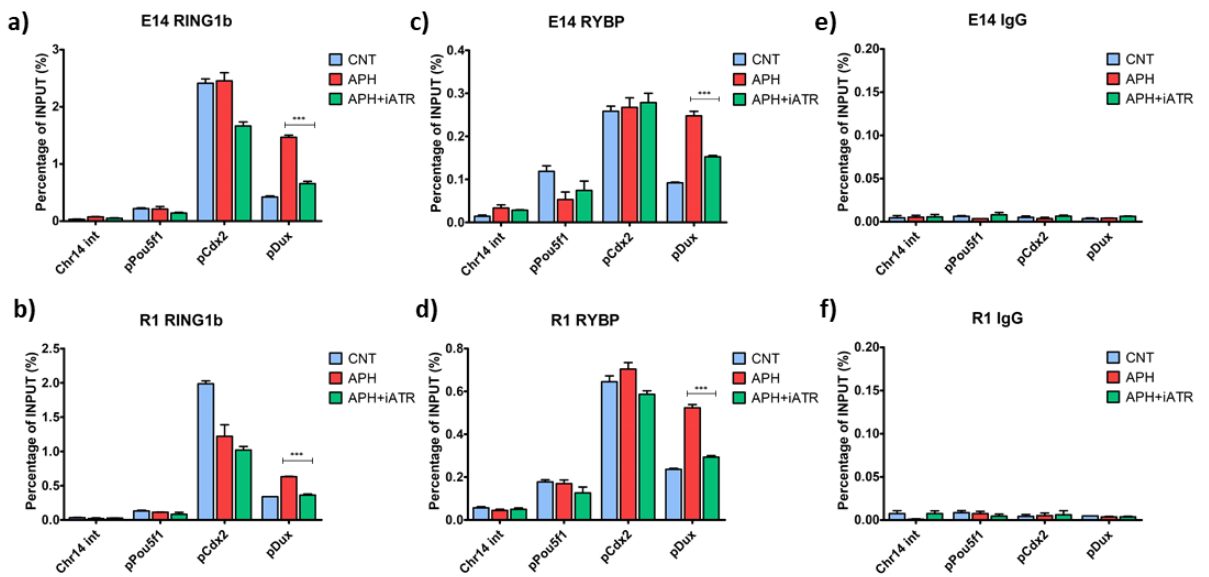 a)
E14 RING1b
Percentage of INPUT (%)
3
2
1
0
CNT
APH
APH+iATR
***
Chr14 int
pPou5f1
pCdx2
pDux
c)
E14 RYBP
Percentage of INPUT (%)
0.4
0.3
0.2
0.1
0.0
CNT
APH
APH+iATR
***
Chr14 int
pPou5f1
pCdx2
pDux
e)
E14 IgG
Percentage of INPUT (%)
0.20
0.15
0.10
0.05
0.00
CNT
APH
APH+iATR
Chr14 int
pPou5f1
pCdx2
pDux
b)
R1 RING1b
Percentage of INPUT (%)
2.5
2.0
1.5
1.0
0.5
0.0
CNT
APH
APH+iATR
***
Chr14 int
pPou5f1
pCdx2
pDux
d)
R1 RYBP
Percentage of INPUT (%)
0.8
0.6
0.4
0.2
0.0
CNT
APH
APH+iATR
***
Chr14 int
pPou5f1
pCdx2
pDux
f)
R1 IgG
Percentage of INPUT (%)
0.20
0.15
0.10
0.05
0.00
CNT
APH
APH+iATR
Chr14 int
pPou5f1
pCdx2
pDux